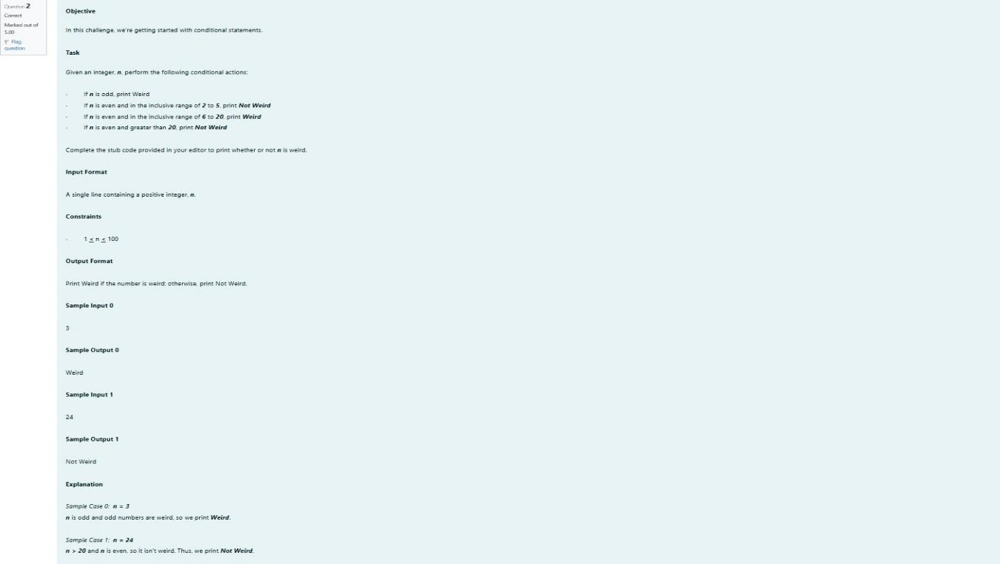 Question 2
Correct
Marked out of
5.00
Flag
question
Objective
In this challenge, we're getting started with conditional statements.
Task
Given an integer, n, perform the following conditional actions:
· If n is odd, print Weird
· If n is even and in the inclusive range of 2 to 5, print Not Weird
· If n is even and in the inclusive range of 6 to 20, print Weird
· If n is even and greater than 20, print Not Weird
Complete the stub code provided in your editor to print whether or not n is weird.
Input Format
A single line containing a positive integer, n.
Constraints
· 1 ≤ n ≤ 100
Output Format
Print Weird if the number is weird; otherwise, print Not Weird.
Sample Input 0
3
Sample Output 0
Weird
Sample Input 1
24
Sample Output 1
Not Weird
Explanation
Sample Case 0: n = 3
n is odd and odd numbers are weird, so we print Weird.
Sample Case 1: n = 24
n > 20 and n is even, so it isn't weird. Thus, we print Not Weird.